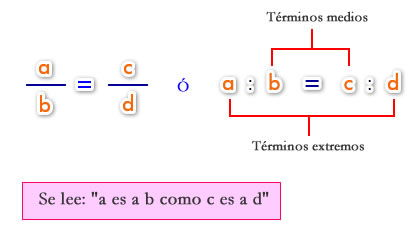 Términos medios
a/b = c/d ó a : b = c : d
Términos extremos
Se lee: "a es a b como c es a d"